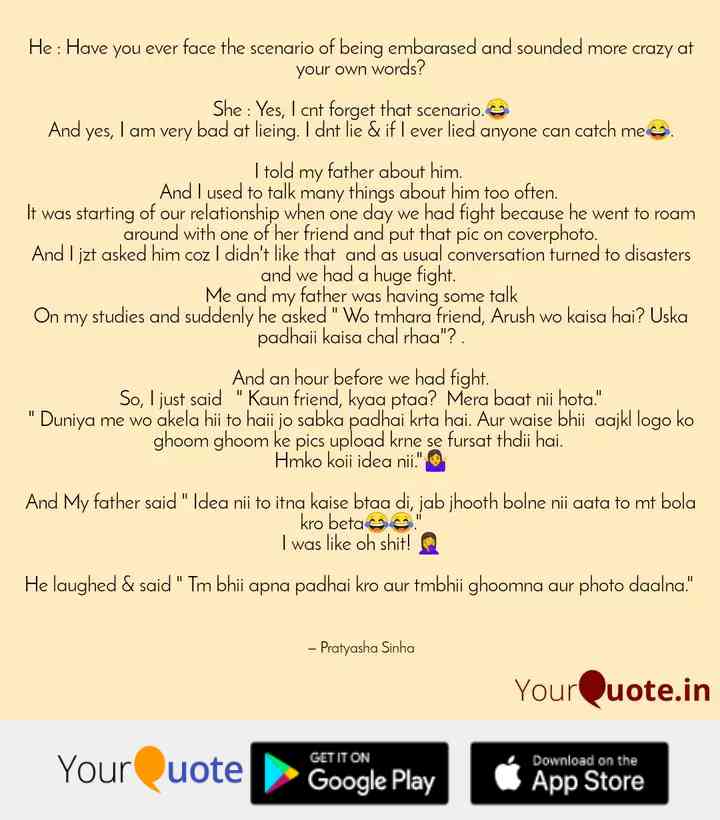 He : Have you ever face the scenario of being embarased and sounded more crazy at
your own words?
She : Yes, I cnt forget that scenario.😂
And yes, I am very bad at lieing. I dnt lie & if I ever lied anyone can catch me😂.
I told my father about him.
And I used to talk many things about him too often.
It was starting of our relationship when one day we had fight because he went to roam
around with one of her friend and put that pic on coverphoto.
And I jzt asked him coz I didn't like that and as usual conversation turned to disasters
and we had a huge fight.
Me and my father was having some talk
On my studies and suddenly he asked " Wo tmhara friend, Arush wo kaisa hai? Uska
padhaii kaisa chal rhaa"? .
And an hour before we had fight.
So, I just said " Kaun friend, kyaa ptaa? Mera baat nii hota."
" Duniya me wo akela hii to haii jo sabka padhai krta hai. Aur waise bhii aajkl logo ko
ghoom ghoom ke pics upload krne se fursat thdii hai.
Hmko koii idea nii."🤷‍♀️
And My father said " Idea nii to itna kaise btaa di, jab jhooth bolne nii aata to mt bola
kro beta😂😂."
I was like oh shit! 🤦‍♀️
He laughed & said " Tm bhii apna padhai kro aur tmbhii ghoomna aur photo daalna."
– Pratyasha Sinha
YourQuote.in
YourQuote
GET IT ON
Google Play
Download on the
App Store